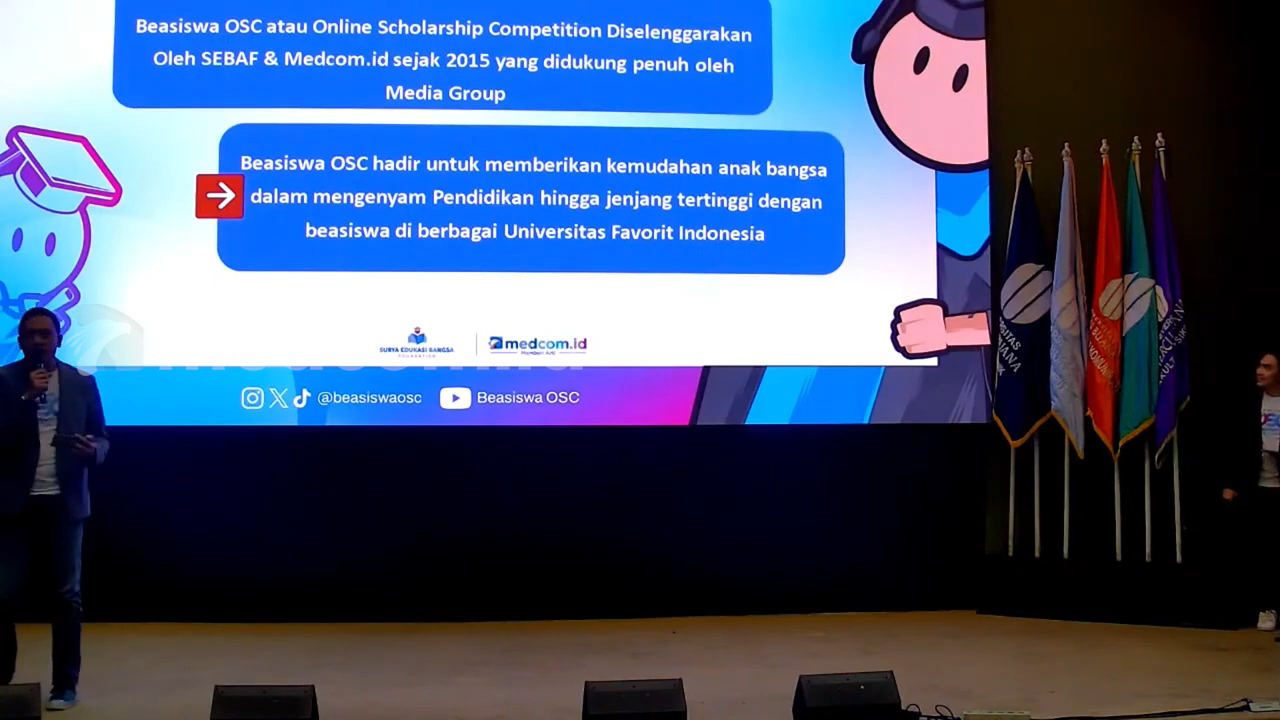 Beasiswa OSC atau Online Scholarship Competition Diselenggarakan
Oleh SEBAF & Medcom.id sejak 2015 yang didukung penuh oleh
Media Group
Beasiswa OSC hadir untuk memberikan kemudahan anak bangsa
dalam mengenyam Pendidikan hingga jenjang tertinggi dengan
beasiswa di berbagai Universitas Favorit Indonesia
SURYA EDUKASI BANGSA
FOUNDATION
medcom.id
@beasiswaosc
Beasiswa OSC